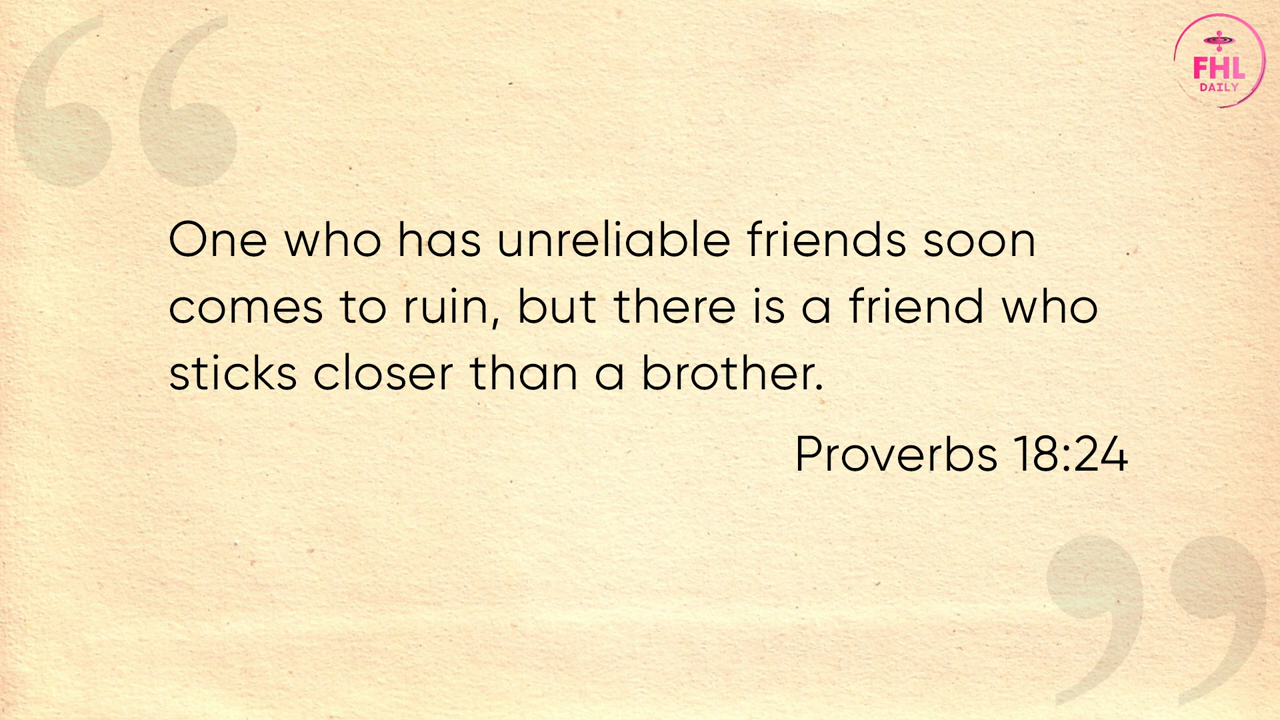 FHL
DAILY
One who has unreliable friends soon
comes to ruin, but there is a friend who
sticks closer than a brother.
Proverbs 18:24